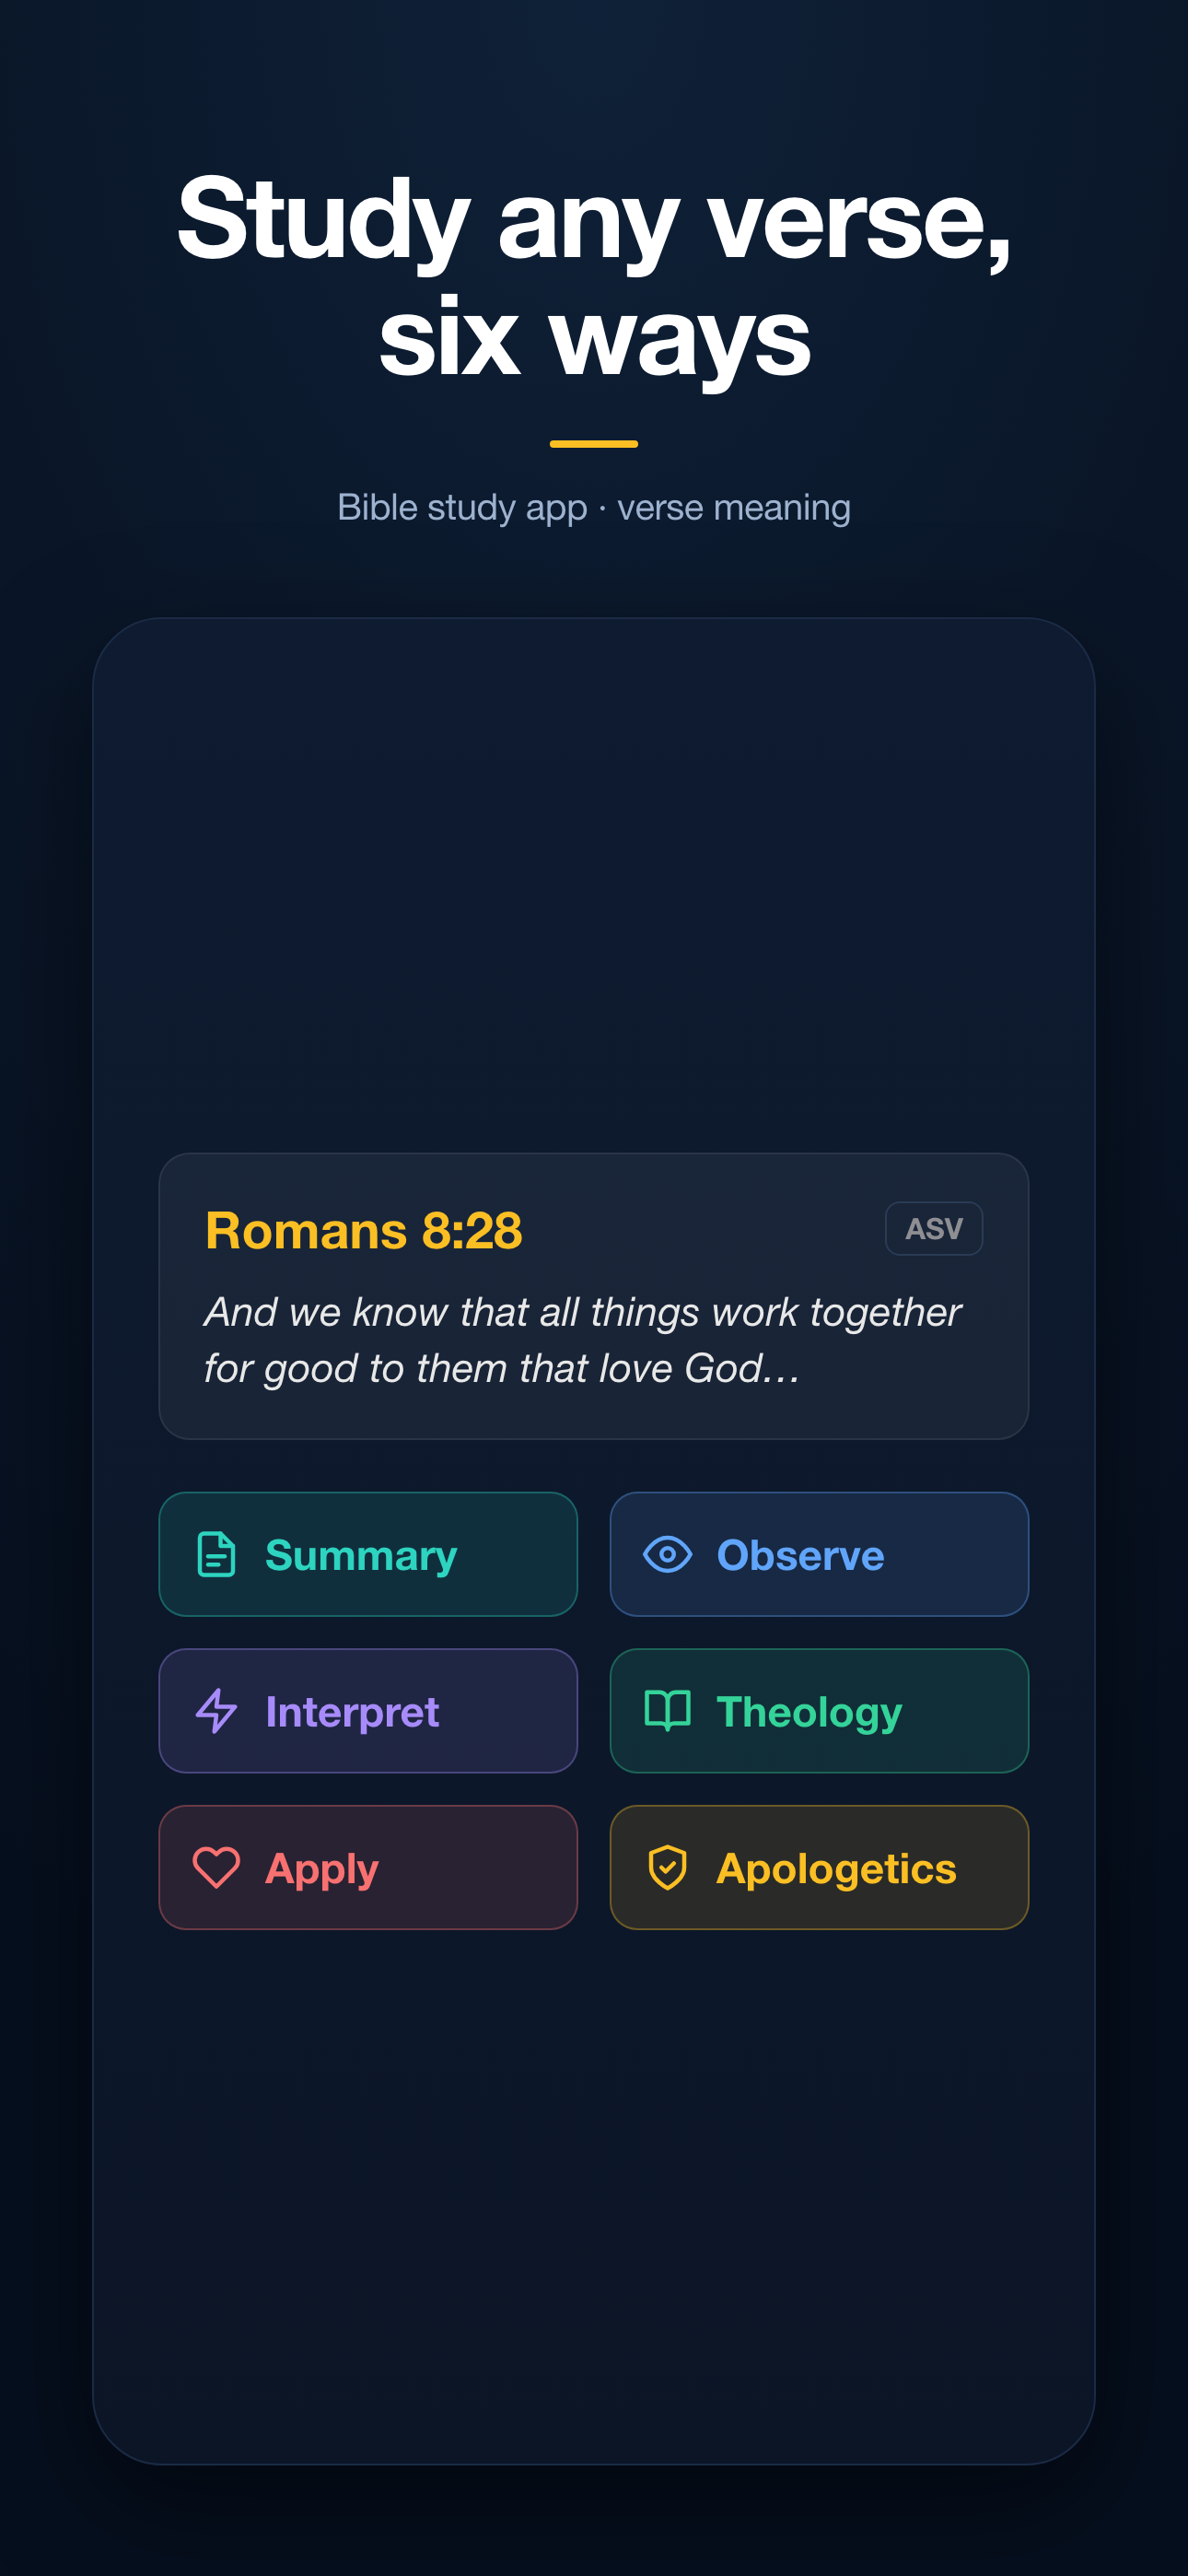 Study any verse,
six ways
Bible study app · verse meaning
Romans 8:28
ASV
And we know that all things work together
for good to them that love God…
Summary
Observe
Interpret
Theology
Apply
Apologetics